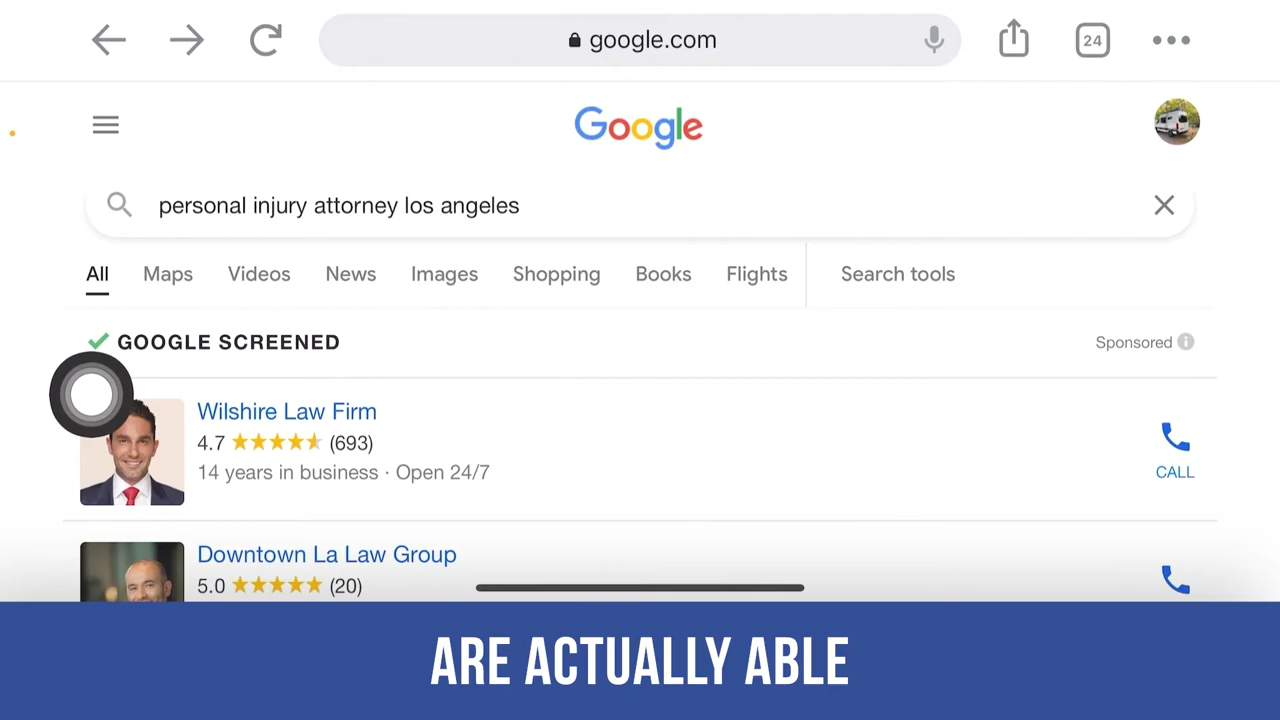 google.com
24
Google
personal injury attorney los angeles
All Maps Videos News Images Shopping Books Flights Search tools
GOOGLE SCREENED
Sponsored
Wilshire Law Firm
4.7 (693)
14 years in business · Open 24/7
CALL
Downtown La Law Group
5.0 (20)
ARE ACTUALLY ABLE